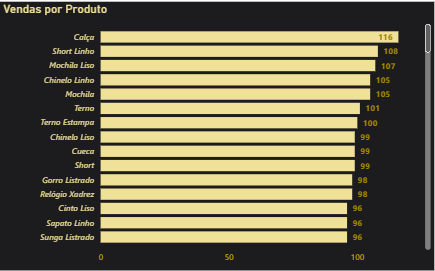 Vendas por Produto
Calça 116
Short Linho 108
Mochila Liso 107
Chinelo Linho 105
Mochila 105
Terno 101
Terno Estampa 100
Chinelo Liso 99
Cueca 99
Short 99
Gorro Listrado 98
Relógio Xadrez 98
Cinto Liso 96
Sapato Linho 96
Sunga Listrado 96
0 50 100